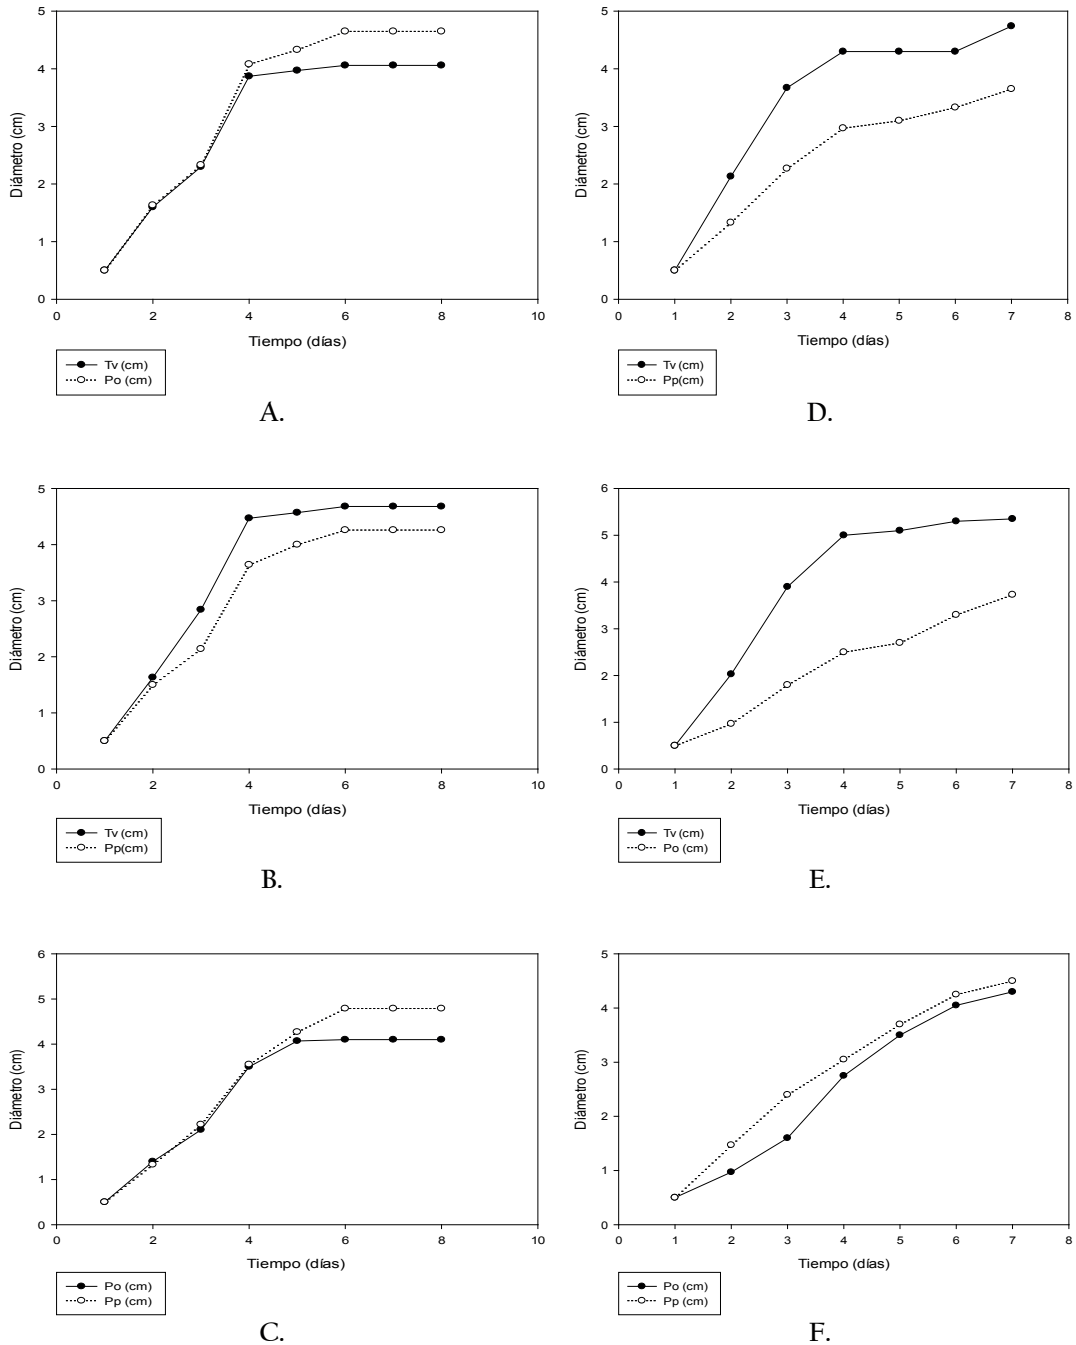 5
4
3
2
1
0
Diámetro (cm)
0 2 4 6 8 10
Tiempo (días)
Tv (cm)
Po (cm)
A.
5
4
3
2
1
0
Diámetro (cm)
0 1 2 3 4 5 6 7 8
Tiempo (días)
Tv (cm)
Pp(cm)
D.
5
4
3
2
1
0
Diámetro (cm)
0 2 4 6 8 10
Tiempo (días)
Tv (cm)
Pp(cm)
B.
6
5
4
3
2
1
0
Diámetro (cm)
0 1 2 3 4 5 6 7 8
Tiempo (días)
Tv (cm)
Po (cm)
E.
6
5
4
3
2
1
0
Diámetro (cm)
0 2 4 6 8 10
Tiempo (días)
Po (cm)
Pp (cm)
C.
5
4
3
2
1
0
Diámetro (cm)
0 1 2 3 4 5 6 7 8
Tiempo (días)
Po (cm)
Pp (cm)
F.